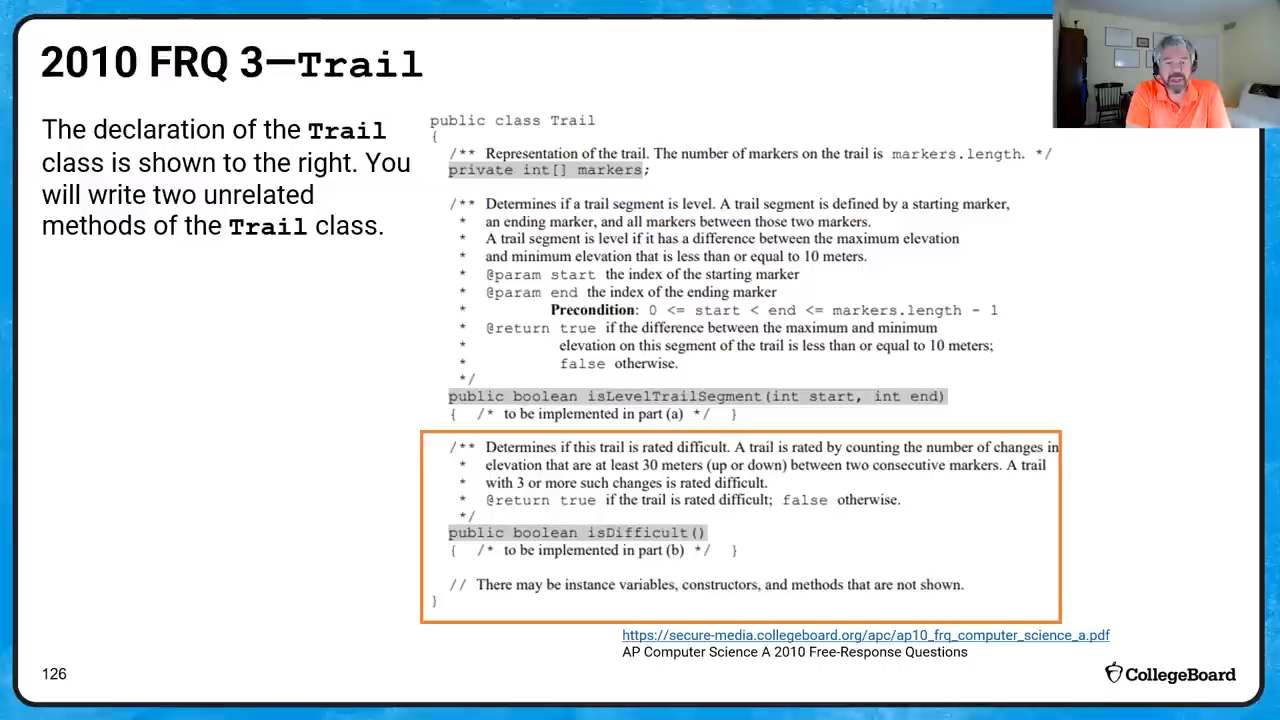 2010 FRQ 3—Trail
The declaration of the Trail
class is shown to the right. You
will write two unrelated
methods of the Trail class.
public class Trail
{
/** Representation of the trail. The number of markers on the trail is markers.length. */
private int[] markers;
/** Determines if a trail segment is level. A trail segment is defined by a starting marker,
* an ending marker, and all markers between those two markers.
* A trail segment is level if it has a difference between the maximum elevation
* and minimum elevation that is less than or equal to 10 meters.
* @param start the index of the starting marker
* @param end the index of the ending marker
* Precondition: 0 <= start < end <= markers.length - 1
* @return true if the difference between the maximum and minimum
* elevation on this segment of the trail is less than or equal to 10 meters;
* false otherwise.
*/
public boolean isLevelTrailSegment(int start, int end)
{ /* to be implemented in part (a) */ }
/** Determines if this trail is rated difficult. A trail is rated by counting the number of changes in
* elevation that are at least 30 meters (up or down) between two consecutive markers. A trail
* with 3 or more such changes is rated difficult.
* @return true if the trail is rated difficult; false otherwise.
*/
public boolean isDifficult()
{ /* to be implemented in part (b) */ }
// There may be instance variables, constructors, and methods that are not shown.
}
https://secure-media.collegeboard.org/apc/ap10_frq_computer_science_a.pdf
AP Computer Science A 2010 Free-Response Questions
126
CollegeBoard